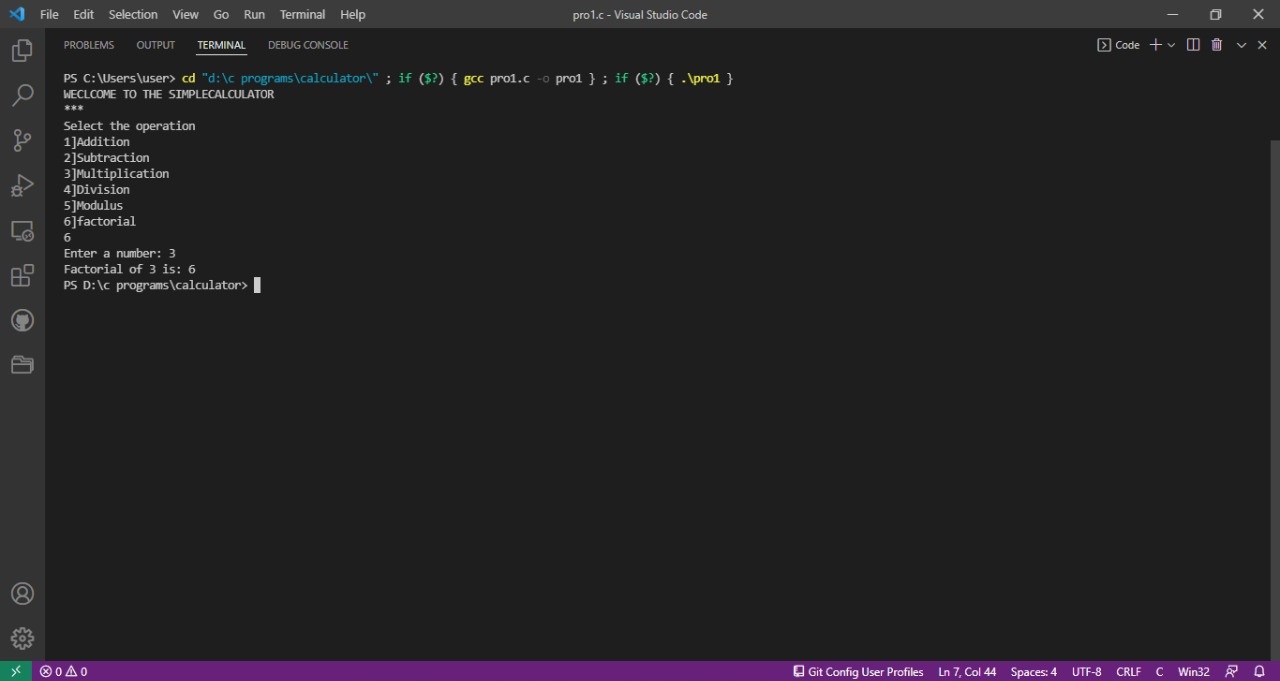 File Edit Selection View Go Run Terminal Help pro1.c - Visual Studio Code
PROBLEMS OUTPUT TERMINAL DEBUG CONSOLE Code
PS C:\Users\user> cd "d:\c programs\calculator\" ; if ($?) { gcc pro1.c -o pro1 } ; if ($?) { .\pro1 }
WECLCOME TO THE SIMPLECALCULATOR
***
Select the operation
1]Addition
2]Subtraction
3]Multiplication
4]Division
5]Modulus
6]factorial
6
Enter a number: 3
Factorial of 3 is: 6
PS D:\c programs\calculator>
0 0 Git Config User Profiles Ln 7, Col 44 Spaces: 4 UTF-8 CRLF C Win32